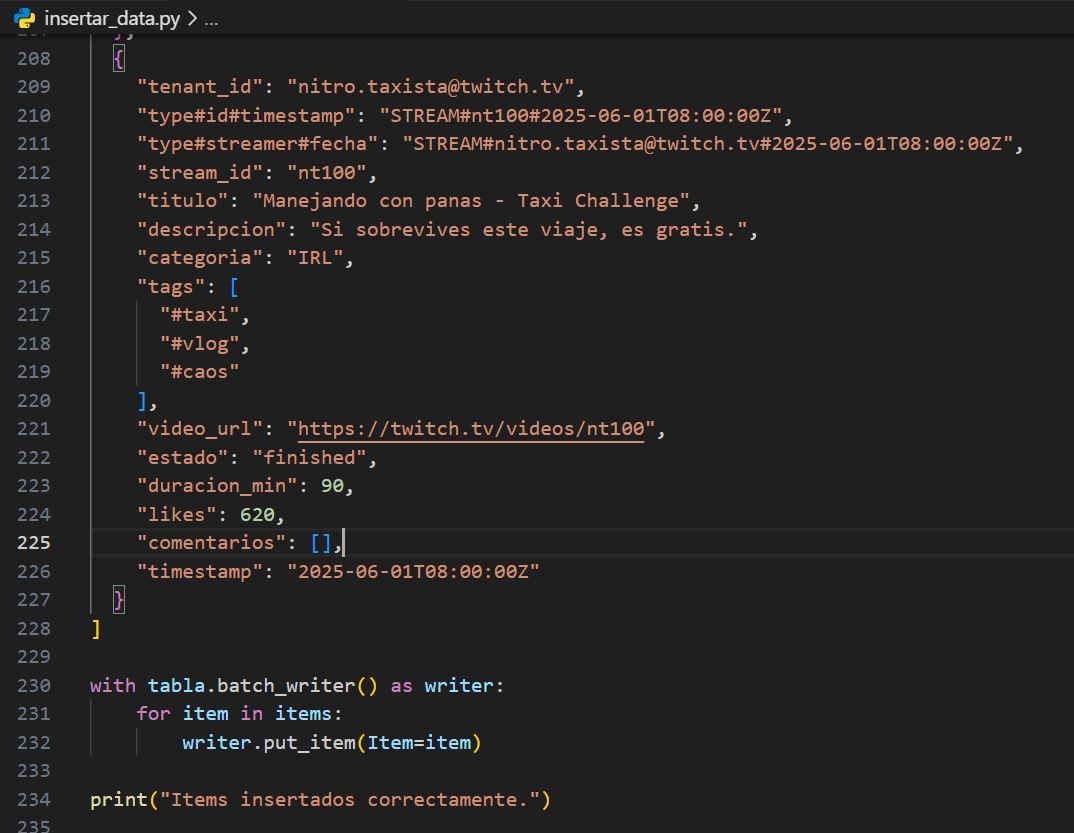 insertar_data.py > ...
207 },
208 {
209 "tenant_id": "nitro.taxista@twitch.tv",
210 "type#id#timestamp": "STREAM#nt100#2025-06-01T08:00:00Z",
211 "type#streamer#fecha": "STREAM#nitro.taxista@twitch.tv#2025-06-01T08:00:00Z",
212 "stream_id": "nt100",
213 "titulo": "Manejando con panas - Taxi Challenge",
214 "descripcion": "Si sobrevives este viaje, es gratis.",
215 "categoria": "IRL",
216 "tags": [
217 "#taxi",
218 "#vlog",
219 "#caos"
220 ],
221 "video_url": "https://twitch.tv/videos/nt100",
222 "estado": "finished",
223 "duracion_min": 90,
224 "likes": 620,
225 "comentarios": [],
226 "timestamp": "2025-06-01T08:00:00Z"
227 }
228 ]
229
230 with tabla.batch_writer() as writer:
231 for item in items:
232 writer.put_item(Item=item)
233
234 print("Items insertados correctamente.")
235